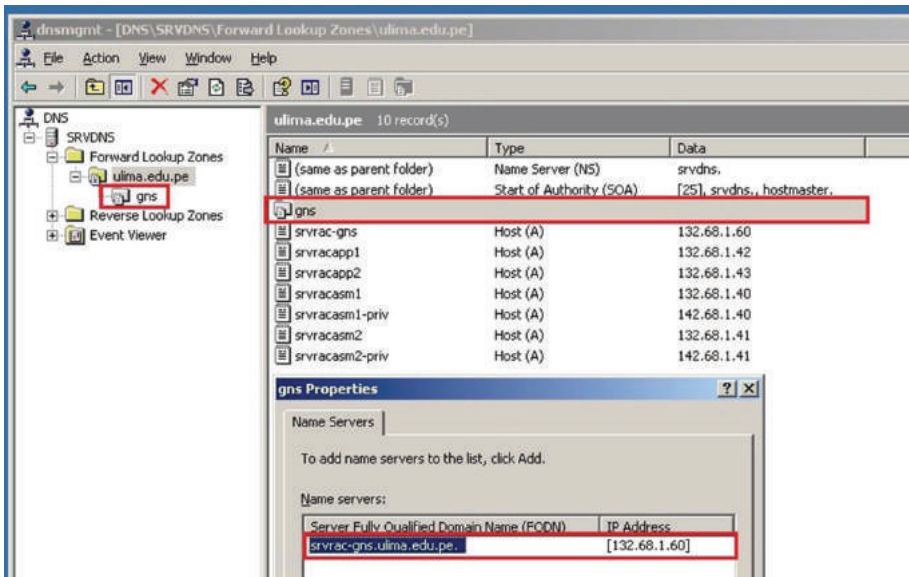 dnsmgmt - [DNS\SRVDNS\Forward Lookup Zones\ulima.edu.pe]
File Action View Window Help
DNS
SRVDNS
Forward Lookup Zones
ulima.edu.pe
gns
Reverse Lookup Zones
Event Viewer
ulima.edu.pe 10 record(s)
Name Type Data
(same as parent folder) Name Server (NS) srvdns.
(same as parent folder) Start of Authority (SOA) [25], srvdns., hostmaster.
gns
srvrac-gns Host (A) 132.68.1.60
srvracapp1 Host (A) 132.68.1.42
srvracapp2 Host (A) 132.68.1.43
srvracasm1 Host (A) 132.68.1.40
srvracasm1-priv Host (A) 142.68.1.40
srvracasm2 Host (A) 132.68.1.41
srvracasm2-priv Host (A) 142.68.1.41
gns Properties
Name Servers
To add name servers to the list, click Add.
Name servers:
Server Fully Qualified Domain Name (FQDN) IP Address
srvrac-gns.ulima.edu.pe. [132.68.1.60]